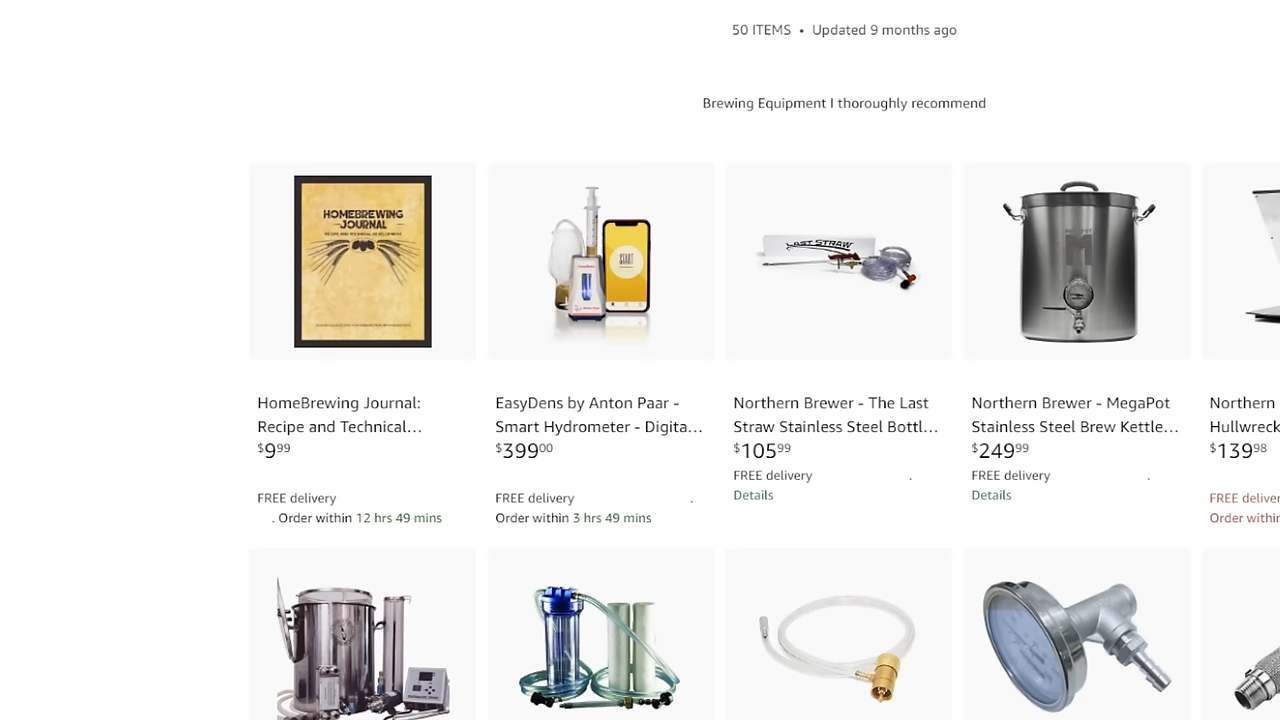 50 ITEMS • Updated 9 months ago
Brewing Equipment I thoroughly recommend
HOMEBREWING
JOURNAL
START
LAST STRAW
HomeBrewing Journal:
Recipe and Technical...
$9.99
FREE delivery
. Order within 12 hrs 49 mins
EasyDens by Anton Paar -
Smart Hydrometer - Digita...
$399.00
FREE delivery .
Order within 3 hrs 49 mins
Northern Brewer - The Last
Straw Stainless Steel Bottl...
$105.99
FREE delivery .
Details
Northern Brewer - MegaPot
Stainless Steel Brew Kettle...
$249.99
FREE delivery .
Details
Northern
Hullwreck
$139.98
FREE deliver
Order within